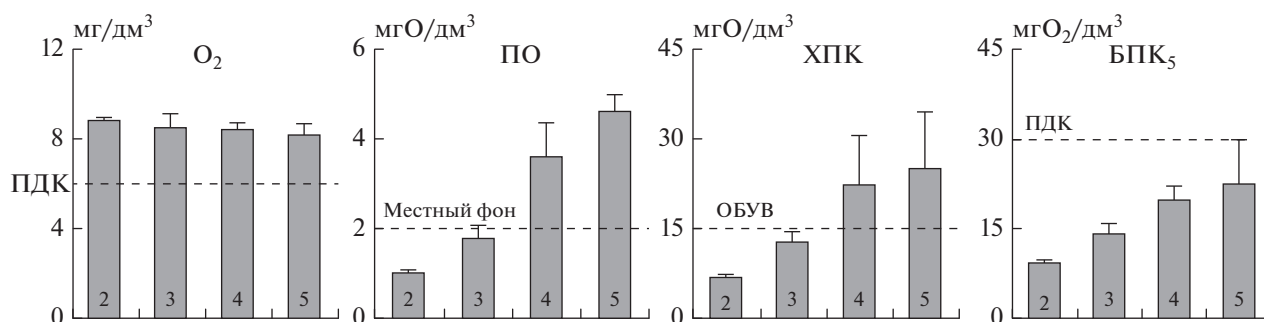 мг/дм³
O₂
12
8
ПДК
4
0
2 3 4 5
мгО/дм³
ПО
6
4
Местный фон
2
0
2 3 4 5
мгО/дм³
ХПК
45
30
ОБУВ
15
0
2 3 4 5
мгО₂/дм³
БПК₅
45
ПДК
30
15
0
2 3 4 5